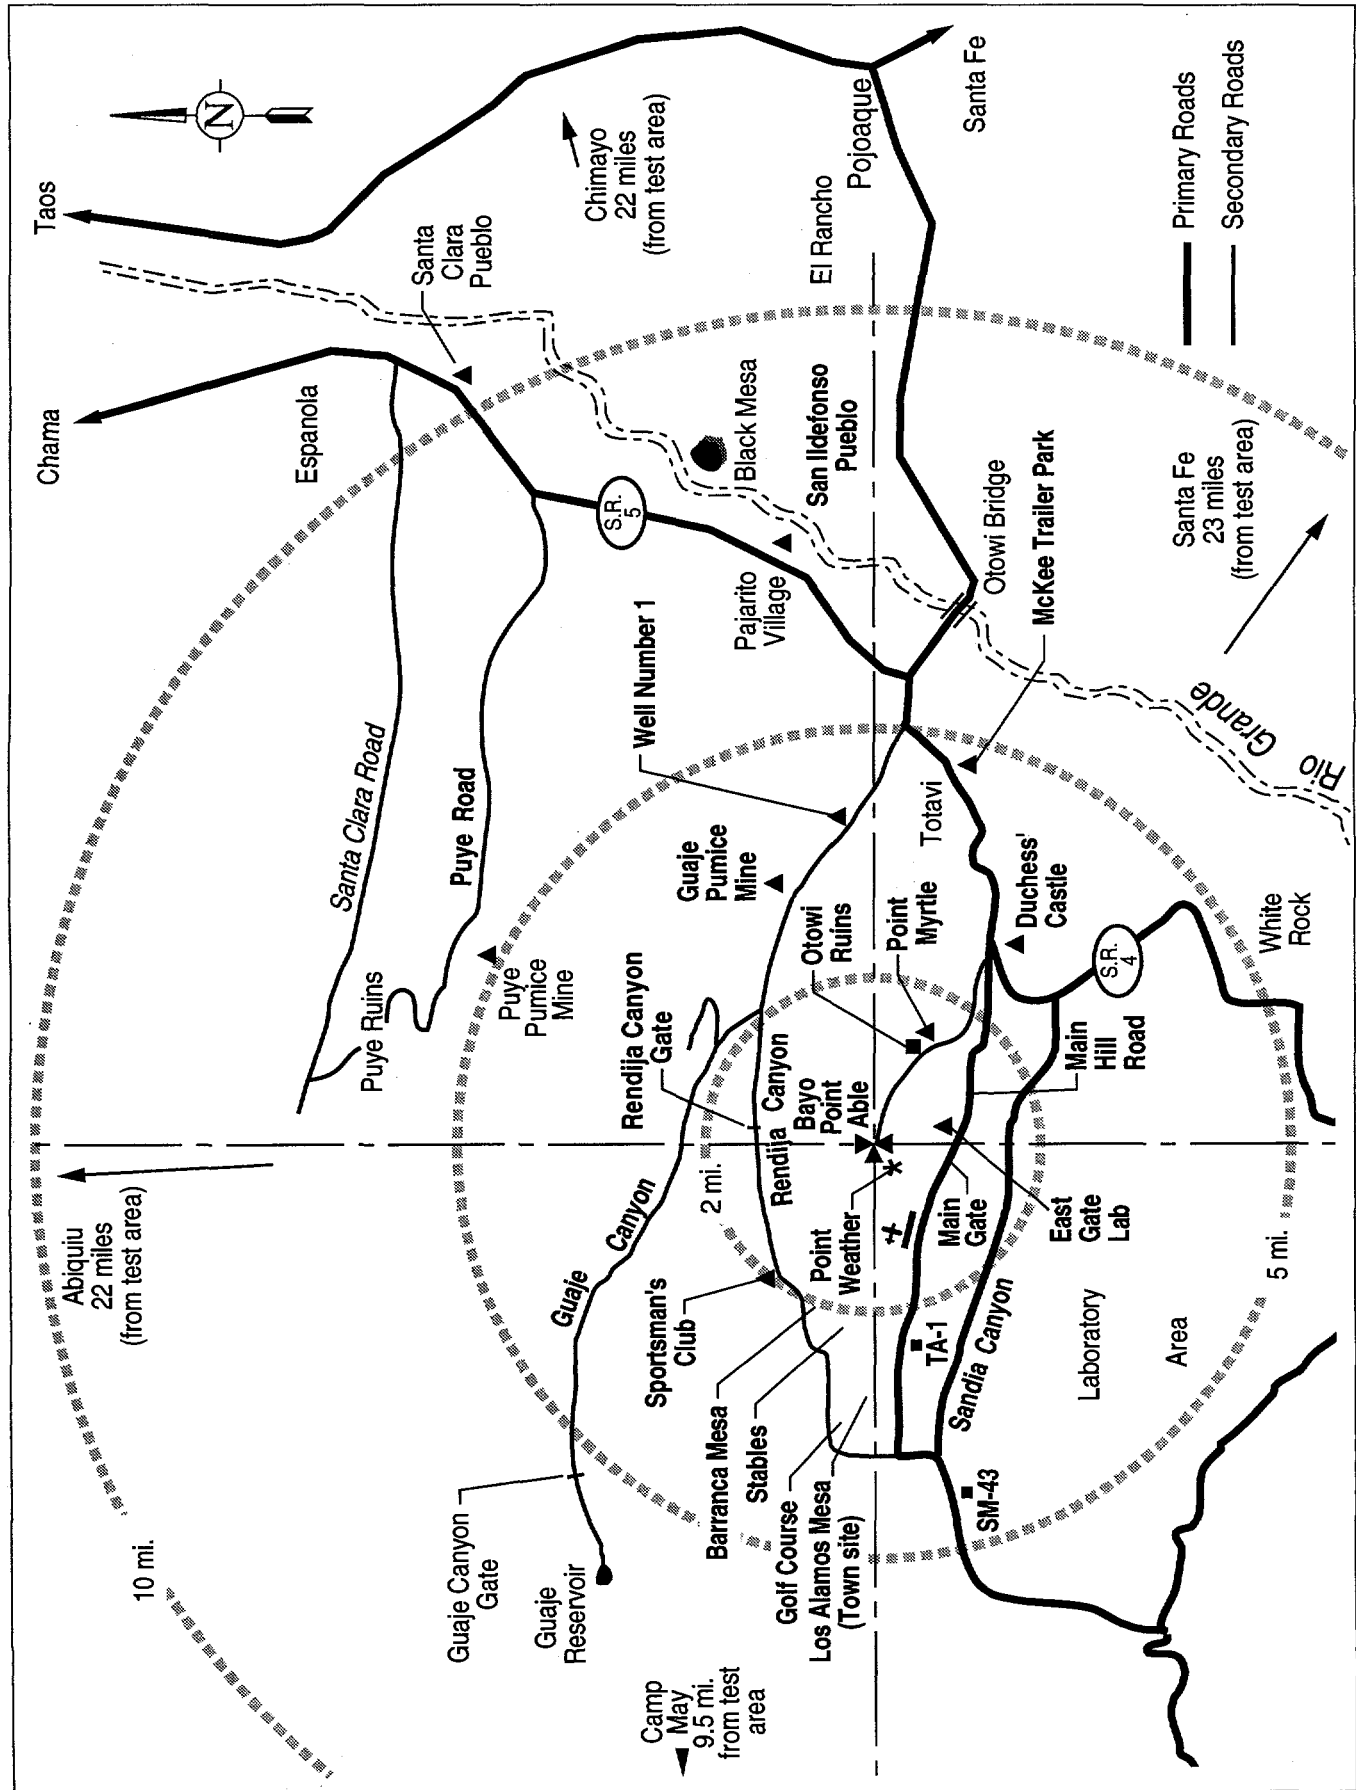 Taos
Chama
N
Abiquiu
22 miles
(from test area)
10 mi.
Santa
Clara
Pueblo
Chimayo
22 miles
(from test area)
Espanola
Santa Clara Road
Puye Road
Puye Ruins
Puye
Pumice
Mine
S.R.
5
Black Mesa
Pajarito
Village
San Ildefonso
Pueblo
El Rancho
Pojoaque
Santa Fe
Well Number 1
Guaje
Pumice
Mine
Rendija Canyon
Gate
Guaje Canyon
Guaje Canyon
Gate
Guaje
Reservoir
Camp
May
9.5 mi.
from test
area
2 mi.
Rendija Canyon
Sportsman's
Club
Barranca Mesa
Stables
Golf Course
Los Alamos Mesa
(Town site)
Bayo
Point
Able
Point
Weather
Otowi
Ruins
Point
Myrtle
Totavi
Otowi Bridge
McKee Trailer Park
Duchess'
Castle
Main
Hill
Road
Main
Gate
East
Gate
Lab
TA-1
SM-43
Sandia Canyon
Laboratory
Area
5 mi.
S.R.
4
White
Rock
Rio Grande
Santa Fe
23 miles
(from test area)
Primary Roads
Secondary Roads